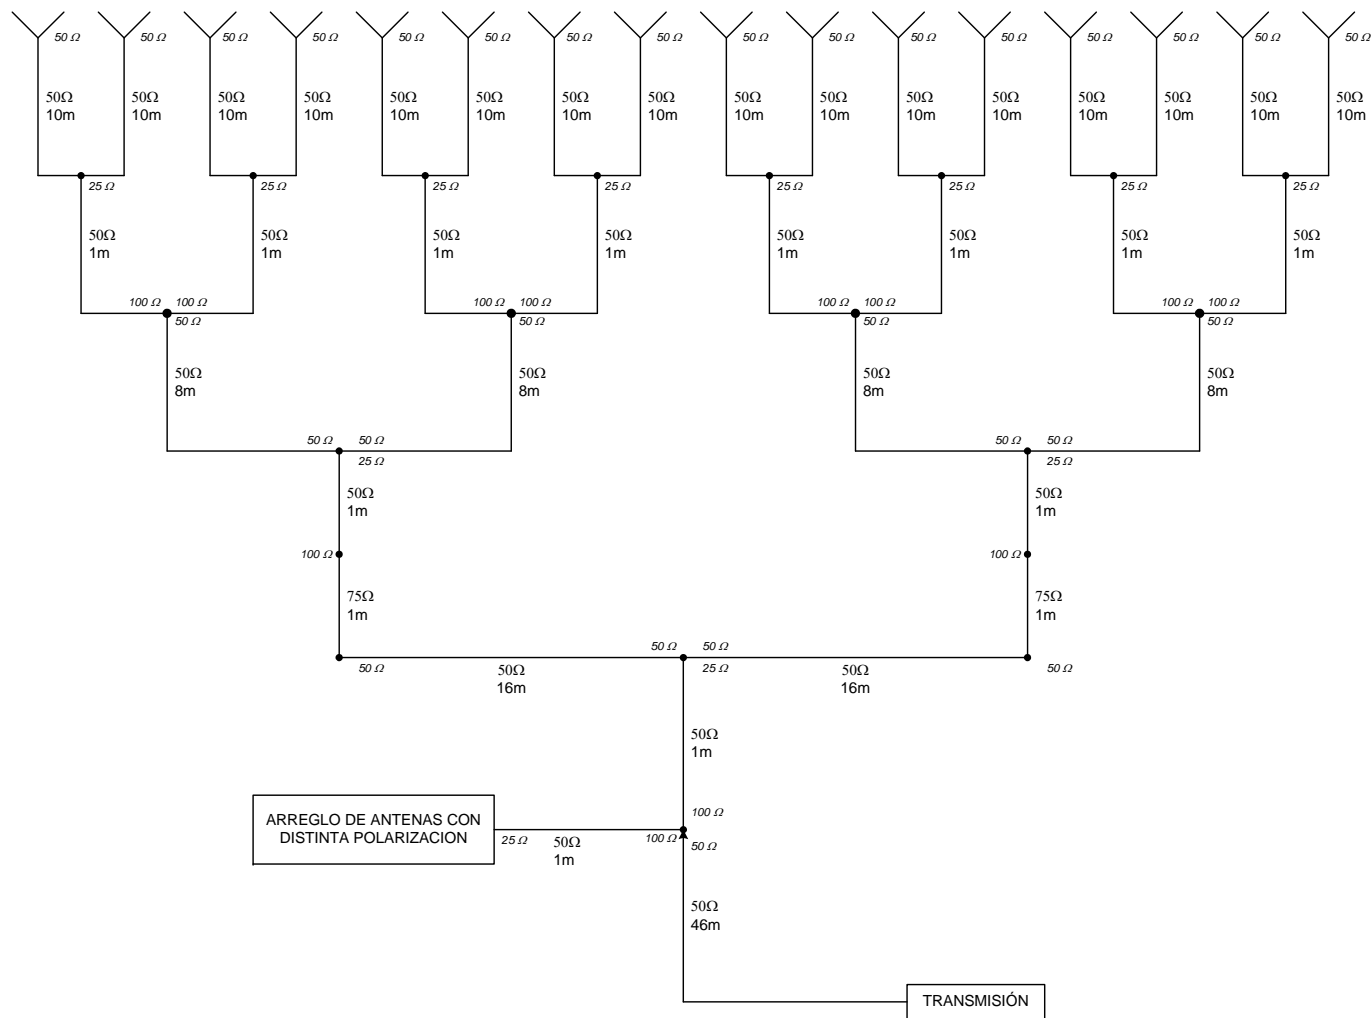 50 Ω 50 Ω 50 Ω 50 Ω 50 Ω 50 Ω 50 Ω 50 Ω 50 Ω 50 Ω 50 Ω 50 Ω 50 Ω 50 Ω 50 Ω 50 Ω
50Ω 50Ω 50Ω 50Ω 50Ω 50Ω 50Ω 50Ω 50Ω 50Ω 50Ω 50Ω 50Ω 50Ω 50Ω 50Ω
10m 10m 10m 10m 10m 10m 10m 10m 10m 10m 10m 10m 10m 10m 10m 10m
25 Ω 25 Ω 25 Ω 25 Ω 25 Ω 25 Ω 25 Ω 25 Ω
50Ω 50Ω 50Ω 50Ω 50Ω 50Ω 50Ω 50Ω
1m 1m 1m 1m 1m 1m 1m 1m
100 Ω 100 Ω 100 Ω 100 Ω 100 Ω 100 Ω 100 Ω 100 Ω
50 Ω 50 Ω 50 Ω 50 Ω
50Ω 50Ω 50Ω 50Ω
8m 8m 8m 8m
50 Ω 50 Ω 50 Ω 50 Ω
25 Ω 25 Ω
50Ω 50Ω
1m 1m
100 Ω 100 Ω
75Ω 75Ω
1m 1m
50 Ω 50 Ω
50 Ω 25 Ω 50 Ω
50Ω 50Ω
16m 16m
50Ω
1m
100 Ω
ARREGLO DE ANTENAS CON
DISTINTA POLARIZACION
25 Ω 100 Ω
50Ω 50 Ω
1m
50Ω
46m
TRANSMISIÓN